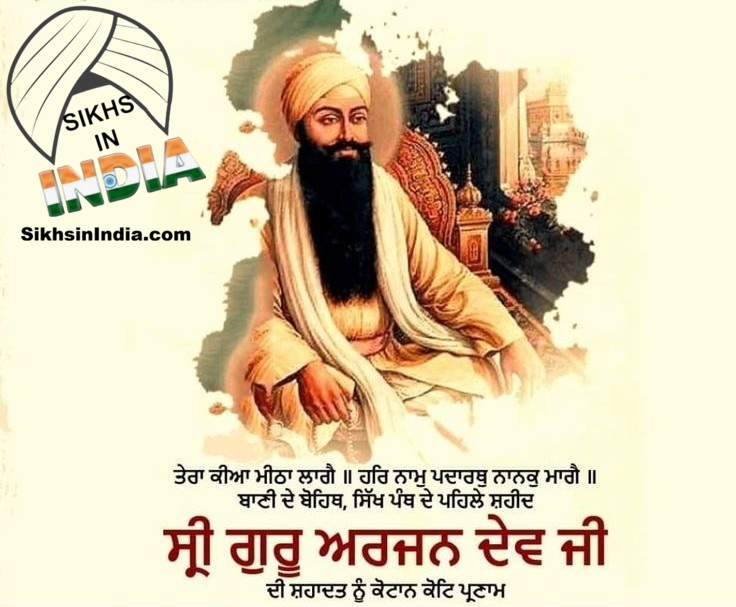 SIKHS
IN
INDIA
SikhsinIndia.com
ਤੇਰਾ ਕੀਆ ਮੀਠਾ ਲਾਗੈ ॥ ਹਰਿ ਨਾਮੁ ਪਦਾਰਥੁ ਨਾਨਕੁ ਮਾਗੈ ॥
ਬਾਣੀ ਦੇ ਬੋਹਿਥ, ਸਿੱਖ ਪੰਥ ਦੇ ਪਹਿਲੇ ਸ਼ਹੀਦ
ਸ੍ਰੀ ਗੁਰੂ ਅਰਜਨ ਦੇਵ ਜੀ
ਦੀ ਸ਼ਹਾਦਤ ਨੂੰ ਕੋਟਾਨ ਕੋਟਿ ਪ੍ਰਣਾਮ